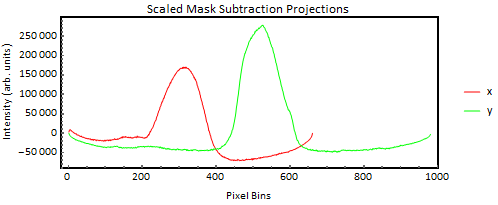 Scaled Mask Subtraction Projections
Intensity (arb. units)
250 000
200 000
150 000
100 000
50 000
0
−50 000
0 200 400 600 800 1000
Pixel Bins
x
y